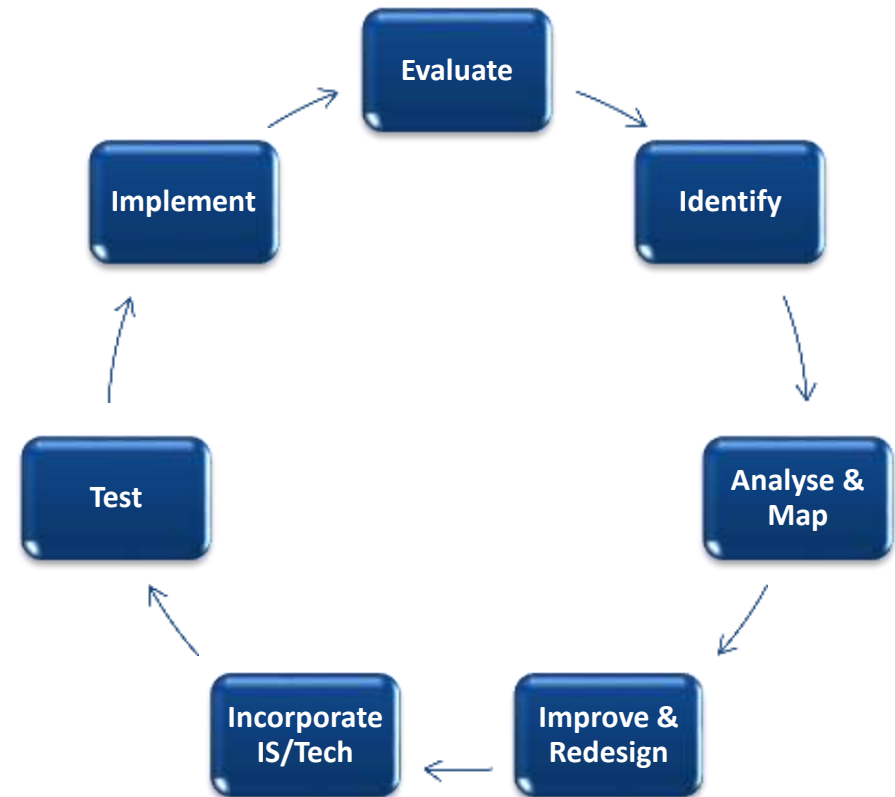 Evaluate
Identify
Analyse &
Map
Improve &
Redesign
Incorporate
IS/Tech
Test
Implement